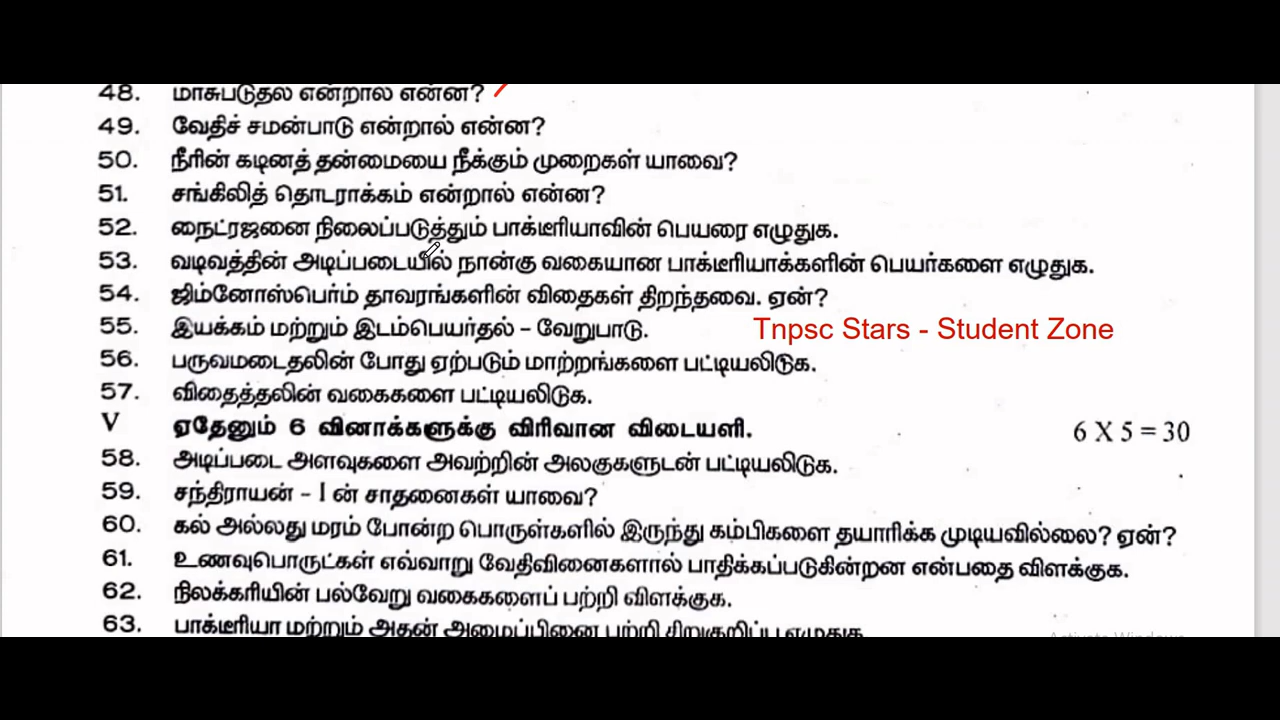 48. மாசுபடுதல் என்றால் என்ன?
49. வேதிச் சமன்பாடு என்றால் என்ன?
50. நீரின் கடினத் தன்மையை நீக்கும் முறைகள் யாவை?
51. சங்கிலித் தொடராக்கம் என்றால் என்ன?
52. நைட்ரஜனை நிலைப்படுத்தும் பாக்டீரியாவின் பெயரை எழுதுக.
53. வடிவத்தின் அடிப்படையில் நான்கு வகையான பாக்டீரியாக்களின் பெயர்களை எழுதுக.
54. ஜிம்னோஸ்பெர்ம் தாவரங்களின் விதைகள் திறந்தவை. ஏன்?
55. இயக்கம் மற்றும் இடம்பெயர்தல் – வேறுபாடு. Tnpsc Stars - Student Zone
56. பருவமடைதலின் போது ஏற்படும் மாற்றங்களை பட்டியலிடுக.
57. விதைத்தலின் வகைகளை பட்டியலிடுக.
V ஏதேனும் 6 வினாக்களுக்கு விரிவான விடையளி. 6 X 5 = 30
58. அடிப்படை அளவுகளை அவற்றின் அலகுகளுடன் பட்டியலிடுக.
59. சந்திராயன் – I ன் சாதனைகள் யாவை?
60. கல் அல்லது மரம் போன்ற பொருள்களில் இருந்து கம்பிகளை தயாரிக்க முடியவில்லை? ஏன்?
61. உணவுபொருட்கள் எவ்வாறு வேதிவினைகளால் பாதிக்கப்படுகின்றன என்பதை விளக்குக.
62. நிலக்கரியின் பல்வேறு வகைகளைப் பற்றி விளக்குக.
63. பாக்டீரியா மற்றும் அதன் அமைப்பினை பற்றி சிறுகுறிப்பு எழுதுக